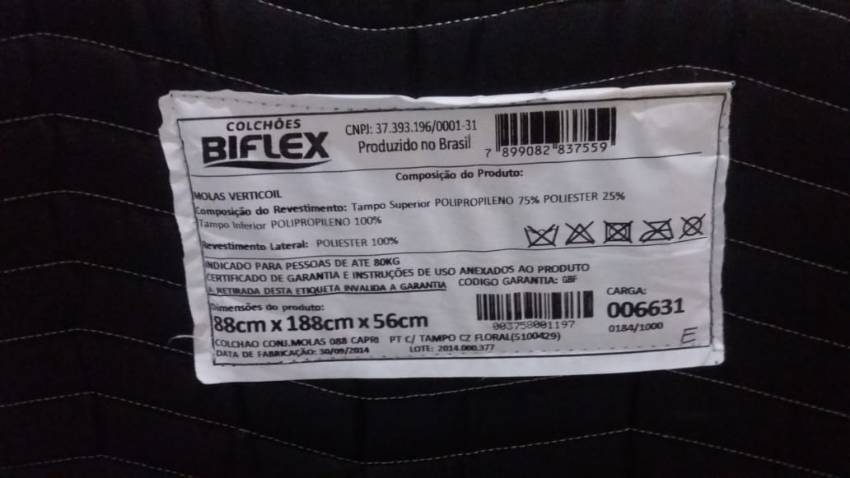 COLCHÕES
BIFLEX
CNPJ: 37.393.196/0001-31
Produzido no Brasil
7 899082 837559
Composição do Produto:
MOLAS VERTICOIL
Composição do Revestimento: Tampo Superior POLIPROPILENO 75% POLIESTER 25%
Tampo Inferior POLIPROPILENO 100%
Revestimento Lateral: POLIESTER 100%
INDICADO PARA PESSOAS DE ATE 80KG
CERTIFICADO DE GARANTIA E INSTRUÇÕES DE USO ANEXADOS AO PRODUTO
A RETIRADA DESTA ETIQUETA INVALIDA A GARANTIA CODIGO GARANTIA: GBF
Dimensões do produto:
88cm x 188cm x 56cm
003758001197
CARGA:
006631
0184/1000
COLCHAO CONJ.MOLAS 088 CAPRI PT C/ TAMPO CZ FLORAL(5100429)
DATA DE FABRICAÇÃO: 30/09/2014 LOTE: 2014.000.377
E